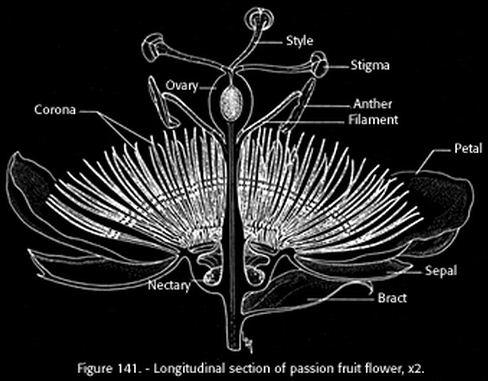 Style
Stigma
Ovary
Corona
Anther
Filament
Petal
Nectary
Sepal
Bract
Figure 141. - Longitudinal section of passion fruit flower, x2.